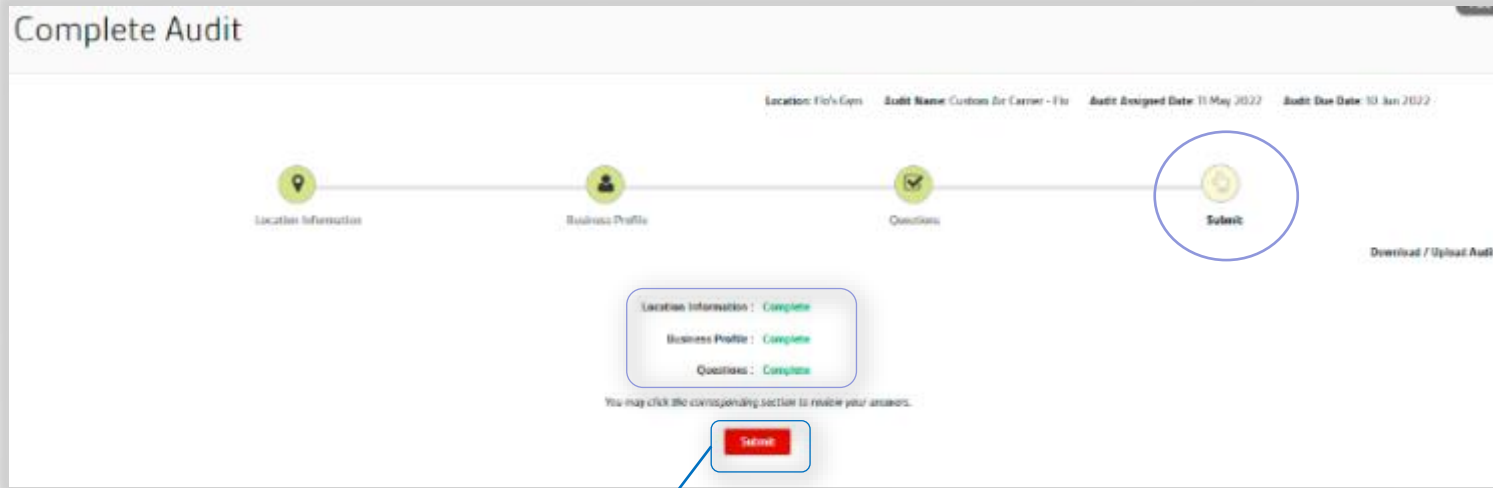 Complete Audit
Location: Flo's Gym Audit Name: Custom Air Carrier - Flo Audit Assigned Date: 11 May 2022 Audit Due Date: 10 Jun 2022
Location Information Business Profile Questions Submit
Download / Upload Audi
Location Information : Complete
Business Profile : Complete
Questions : Complete
You may click the corresponding section to review your answers.
Submit